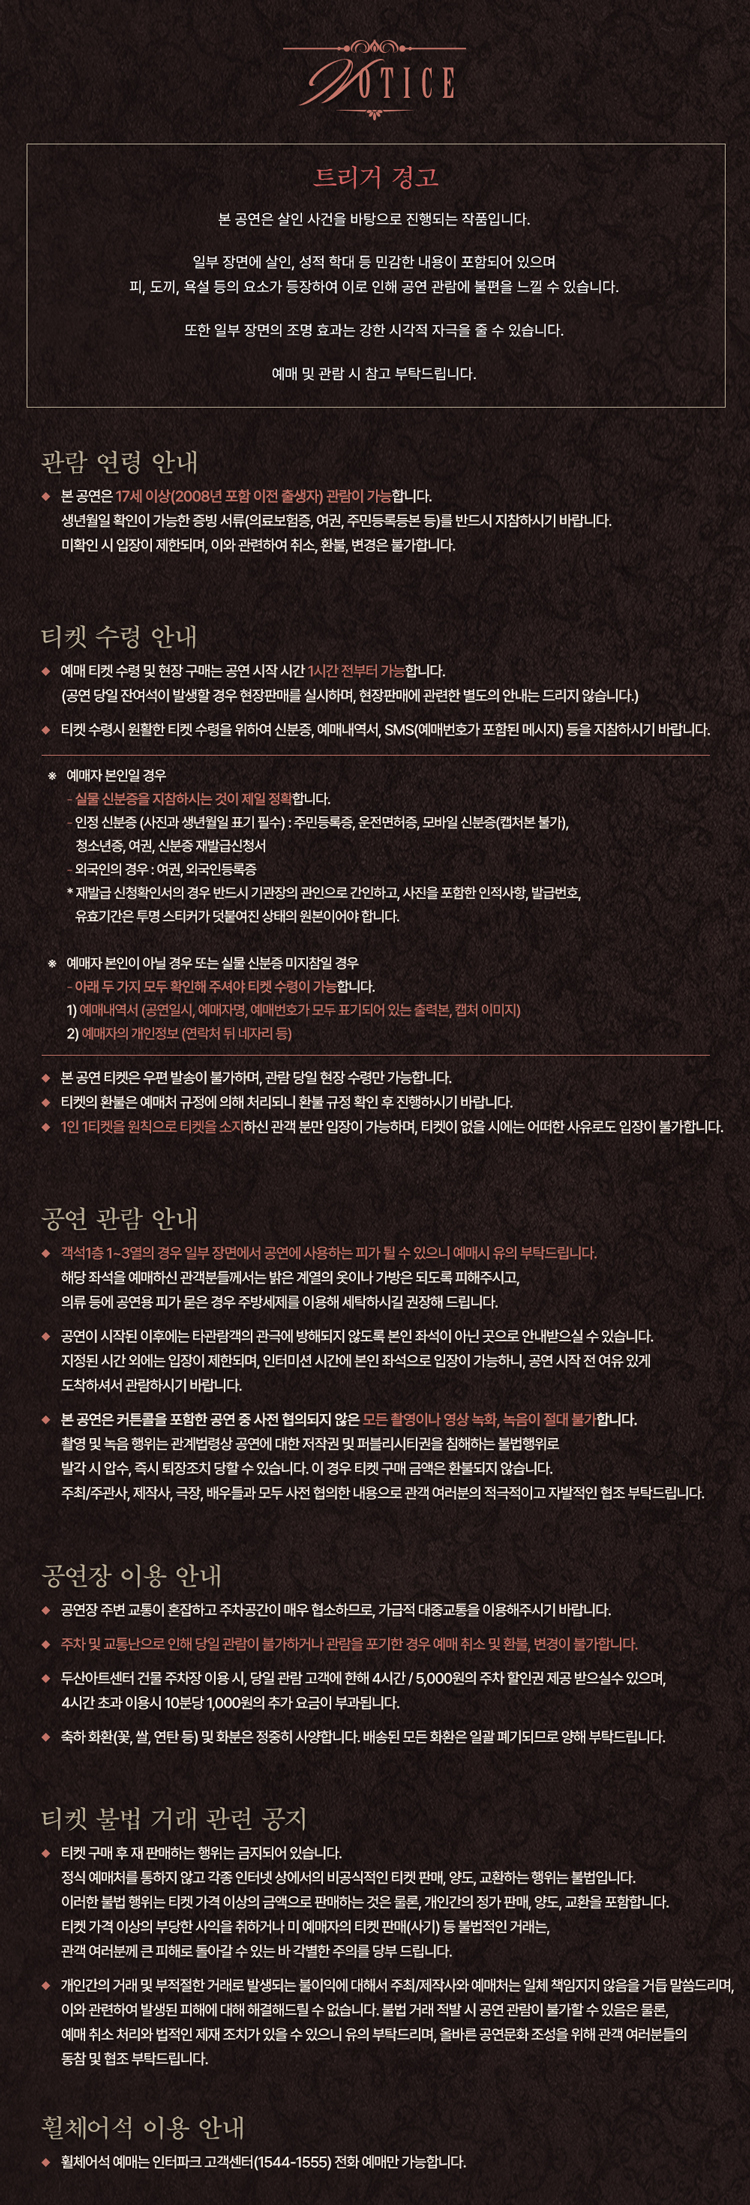 NOTICE
트리거 경고
본 공연은 살인 사건을 바탕으로 진행되는 작품입니다.
일부 장면에 살인, 성적 학대 등 민감한 내용이 포함되어 있으며
피, 도끼, 욕설 등의 요소가 등장하여 이로 인해 공연 관람에 불편을 느낄 수 있습니다.
또한 일부 장면의 조명 효과는 강한 시각적 자극을 줄 수 있습니다.
예매 및 관람 시 참고 부탁드립니다.
관람 연령 안내
◆ 본 공연은 17세 이상(2008년 포함 이전 출생자) 관람이 가능합니다.
생년월일 확인이 가능한 증빙 서류(의료보험증, 여권, 주민등록등본 등)를 반드시 지참하시기 바랍니다.
미확인 시 입장이 제한되며, 이와 관련하여 취소, 환불, 변경은 불가합니다.
티켓 수령 안내
◆ 예매 티켓 수령 및 현장 구매는 공연 시작 시간 1시간 전부터 가능합니다.
(공연 당일 잔여석이 발생할 경우 현장판매를 실시하며, 현장판매에 관련한 별도의 안내는 드리지 않습니다.)
◆ 티켓 수령시 원활한 티켓 수령을 위하여 신분증, 예매내역서, SMS(예매번호가 포함된 메시지) 등을 지참하시기 바랍니다.
※ 예매자 본인일 경우
- 실물 신분증을 지참하시는 것이 제일 정확합니다.
- 인정 신분증 (사진과 생년월일 표기 필수) : 주민등록증, 운전면허증, 모바일 신분증(캡처본 불가),
청소년증, 여권, 신분증 재발급신청서
- 외국인의 경우 : 여권, 외국인등록증
* 재발급 신청확인서의 경우 반드시 기관장의 관인으로 간인하고, 사진을 포함한 인적사항, 발급번호,
유효기간은 투명 스티커가 덧붙여진 상태의 원본이어야 합니다.
※ 예매자 본인이 아닐 경우 또는 실물 신분증 미지참일 경우
- 아래 두 가지 모두 확인해 주셔야 티켓 수령이 가능합니다.
1) 예매내역서 (공연일시, 예매자명, 예매번호가 모두 표기되어 있는 출력본, 캡처 이미지)
2) 예매자의 개인정보 (연락처 뒤 네자리 등)
◆ 본 공연 티켓은 우편 발송이 불가하며, 관람 당일 현장 수령만 가능합니다.
◆ 티켓의 환불은 예매처 규정에 의해 처리되니 환불 규정 확인 후 진행하시기 바랍니다.
◆ 1인 1티켓을 원칙으로 티켓을 소지하신 관객 분만 입장이 가능하며, 티켓이 없을 시에는 어떠한 사유로도 입장이 불가합니다.
공연 관람 안내
◆ 객석1층 1~3열의 경우 일부 장면에서 공연에 사용하는 피가 튈 수 있으니 예매시 유의 부탁드립니다.
해당 좌석을 예매하신 관객분들께서는 밝은 계열의 옷이나 가방은 되도록 피해주시고,
의류 등에 공연용 피가 묻은 경우 주방세제를 이용해 세탁하시길 권장해 드립니다.
◆ 공연이 시작된 이후에는 타관람객의 관극에 방해되지 않도록 본인 좌석이 아닌 곳으로 안내받으실 수 있습니다.
지정된 시간 외에는 입장이 제한되며, 인터미션 시간에 본인 좌석으로 입장이 가능하니, 공연 시작 전 여유 있게
도착하셔서 관람하시기 바랍니다.
◆ 본 공연은 커튼콜을 포함한 공연 중 사전 협의되지 않은 모든 촬영이나 영상 녹화, 녹음이 절대 불가합니다.
촬영 및 녹음 행위는 관계법령상 공연에 대한 저작권 및 퍼블리시티권을 침해하는 불법행위로
발각 시 압수, 즉시 퇴장조치 당할 수 있습니다. 이 경우 티켓 구매 금액은 환불되지 않습니다.
주최/주관사, 제작사, 극장, 배우들과 모두 사전 협의한 내용으로 관객 여러분의 적극적이고 자발적인 협조 부탁드립니다.
공연장 이용 안내
◆ 공연장 주변 교통이 혼잡하고 주차공간이 매우 협소하므로, 가급적 대중교통을 이용해주시기 바랍니다.
◆ 주차 및 교통난으로 인해 당일 관람이 불가하거나 관람을 포기한 경우 예매 취소 및 환불, 변경이 불가합니다.
◆ 두산아트센터 건물 주차장 이용 시, 당일 관람 고객에 한해 4시간 / 5,000원의 주차 할인권 제공 받으실수 있으며,
4시간 초과 이용시 10분당 1,000원의 추가 요금이 부과됩니다.
◆ 축하 화환(꽃, 쌀, 연탄 등) 및 화분은 정중히 사양합니다. 배송된 모든 화환은 일괄 폐기되므로 양해 부탁드립니다.
티켓 불법 거래 관련 공지
◆ 티켓 구매 후 재 판매하는 행위는 금지되어 있습니다.
정식 예매처를 통하지 않고 각종 인터넷 상에서의 비공식적인 티켓 판매, 양도, 교환하는 행위는 불법입니다.
이러한 불법 행위는 티켓 가격 이상의 금액으로 판매하는 것은 물론, 개인간의 정가 판매, 양도, 교환을 포함합니다.
티켓 가격 이상의 부당한 사익을 취하거나 미 예매자의 티켓 판매(사기) 등 불법적인 거래는,
관객 여러분께 큰 피해로 돌아갈 수 있는 바 각별한 주의를 당부 드립니다.
◆ 개인간의 거래 및 부적절한 거래로 발생되는 불이익에 대해서 주최/제작사와 예매처는 일체 책임지지 않음을 거듭 말씀드리며,
이와 관련하여 발생된 피해에 대해 해결해드릴 수 없습니다. 불법 거래 적발 시 공연 관람이 불가할 수 있음은 물론,
예매 취소 처리와 법적인 제재 조치가 있을 수 있으니 유의 부탁드리며, 올바른 공연문화 조성을 위해 관객 여러분들의
동참 및 협조 부탁드립니다.
휠체어석 이용 안내
◆ 휠체어석 예매는 인터파크 고객센터(1544-1555) 전화 예매만 가능합니다.